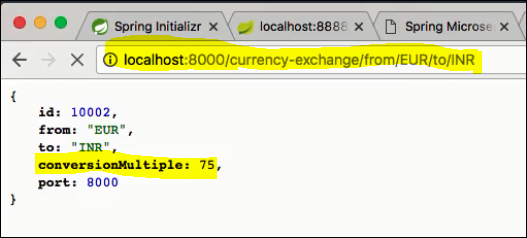 Spring Initializr
localhost:8888
Spring Microser
localhost:8000/currency-exchange/from/EUR/to/INR
{
id: 10002,
from: "EUR",
to: "INR",
conversionMultiple: 75,
port: 8000
}